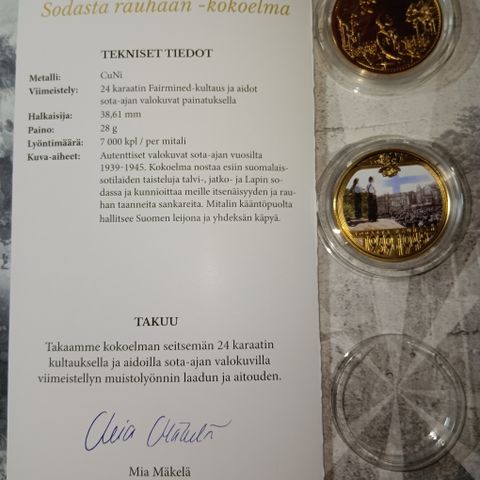 Sodasta rauhaan -kokoelma
TEKNISET TIEDOT
Metalli: CuNi
Viimeistely: 24 karaatin Fairmined-kultaus ja aidot
sota-ajan valokuvat painatuksella
Halkaisija: 38,61 mm
Paino: 28 g
Lyöntimäärä: 7 000 kpl / per mitali
Kuva-aiheet: Autenttiset valokuvat sota-ajan vuosilta
1939-1945. Kokoelma nostaa esiin suomalais-
sotilaiden taisteluja talvi-, jatko- ja Lapin so-
dassa ja kunnioittaa meille itsenäisyyden ja rau-
han taanneita sankareita. Mitalin kääntöpuolta
hallitsee Suomen leijona ja yhdeksän käpyä.
TAKUU
Takaamme kokoelman seitsemän 24 karaatin
kultauksella ja aidoilla sota-ajan valokuvilla
viimeistellyn muistolyönnin laadun ja aitouden.
Mia Mäkelä
Mia Mäkelä